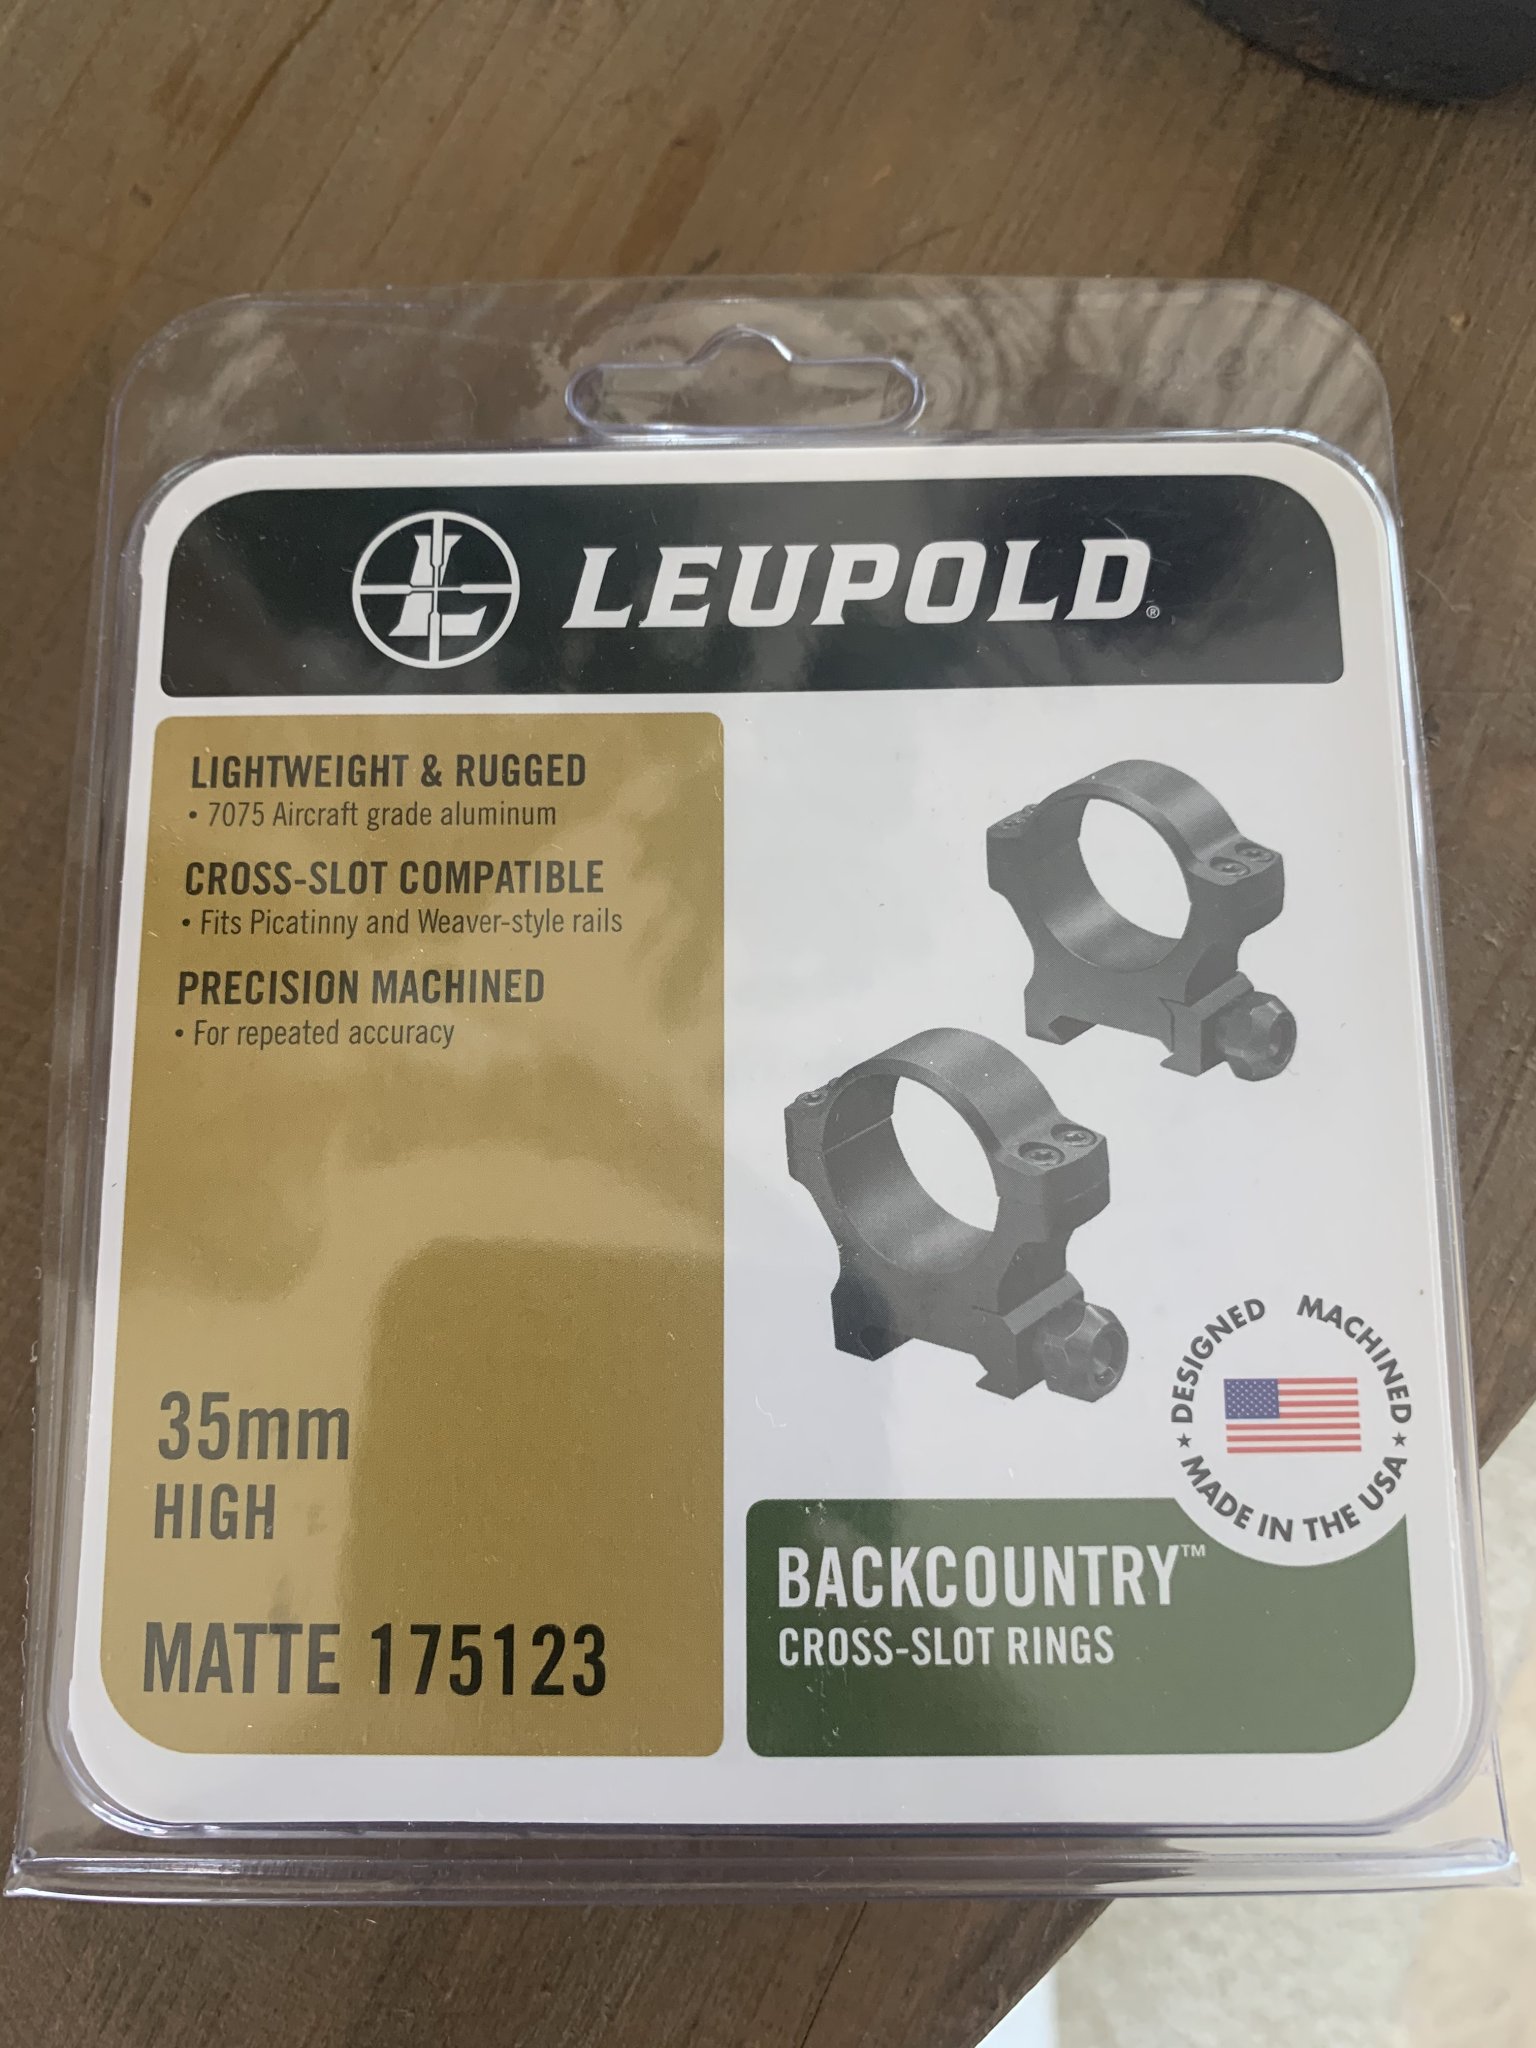 LEUPOLD®
LIGHTWEIGHT & RUGGED
• 7075 Aircraft grade aluminum
CROSS-SLOT COMPATIBLE
• Fits Picatinny and Weaver-style rails
PRECISION MACHINED
• For repeated accuracy
35mm
HIGH
MATTE 175123
DESIGNED MACHINED
★ MADE IN THE USA ★
BACKCOUNTRY™
CROSS-SLOT RINGS